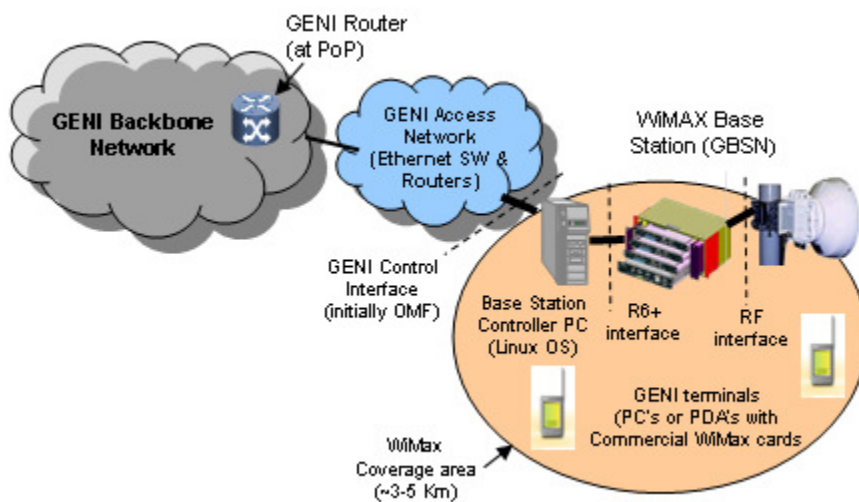 GENI Router
(at PoP)
GENI Backbone
Network
GENI Access
Network
(Ethernet SW &
Routers)
WiMAX Base
Station (GBSN)
GENI Control
Interface
(initially OMF)
Base Station
Controller PC
(Linux OS)
R6+
interface
RF
interface
GENI terminals
(PC's or PDA's with
Commercial WiMax cards
WiMax
Coverage area
(~3-5 Km)